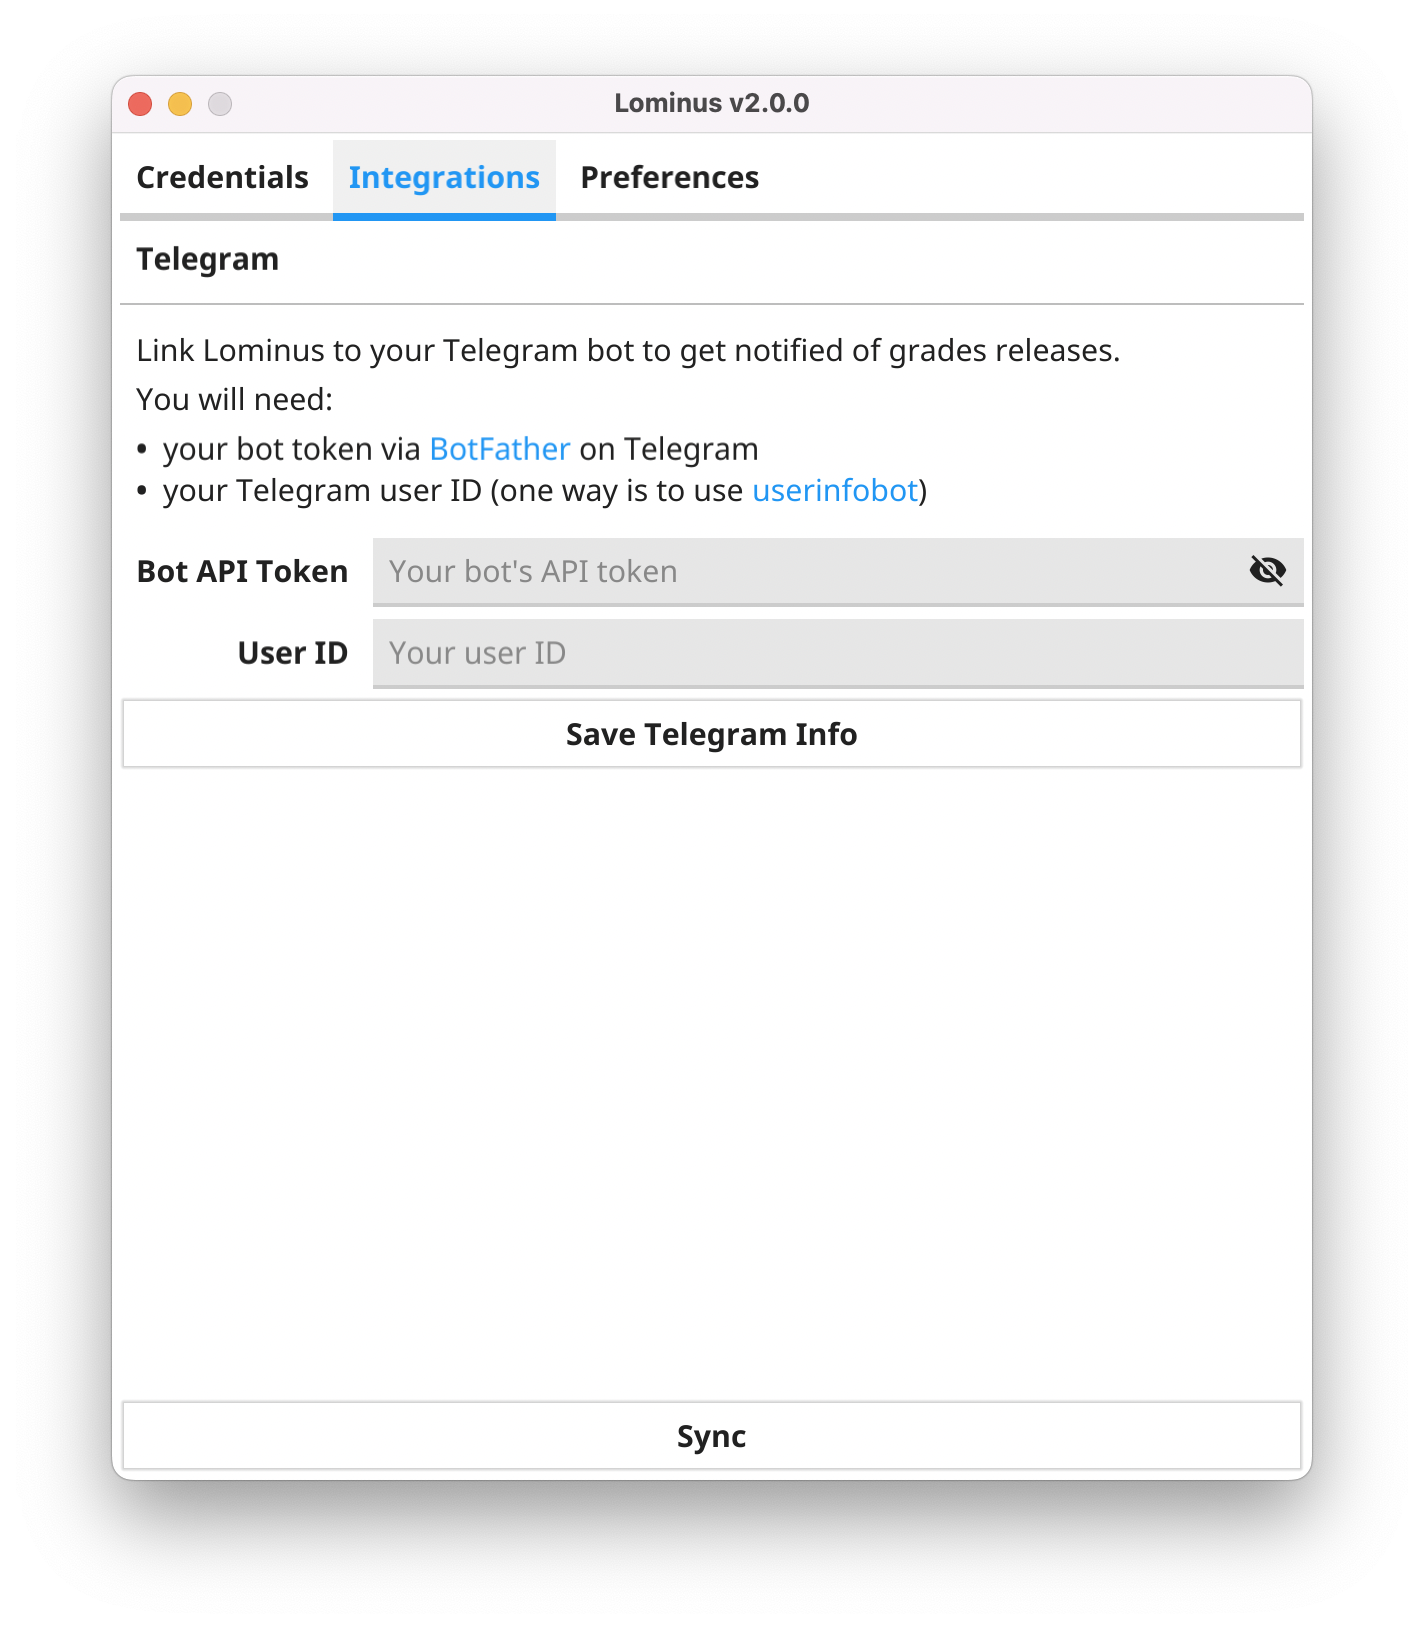 Lominus v2.0.0
Credentials Integrations Preferences
Telegram
Link Lominus to your Telegram bot to get notified of grades releases.
You will need:
• your bot token via BotFather on Telegram
• your Telegram user ID (one way is to use userinfobot)
Bot API Token Your bot's API token
User ID Your user ID
Save Telegram Info
Sync